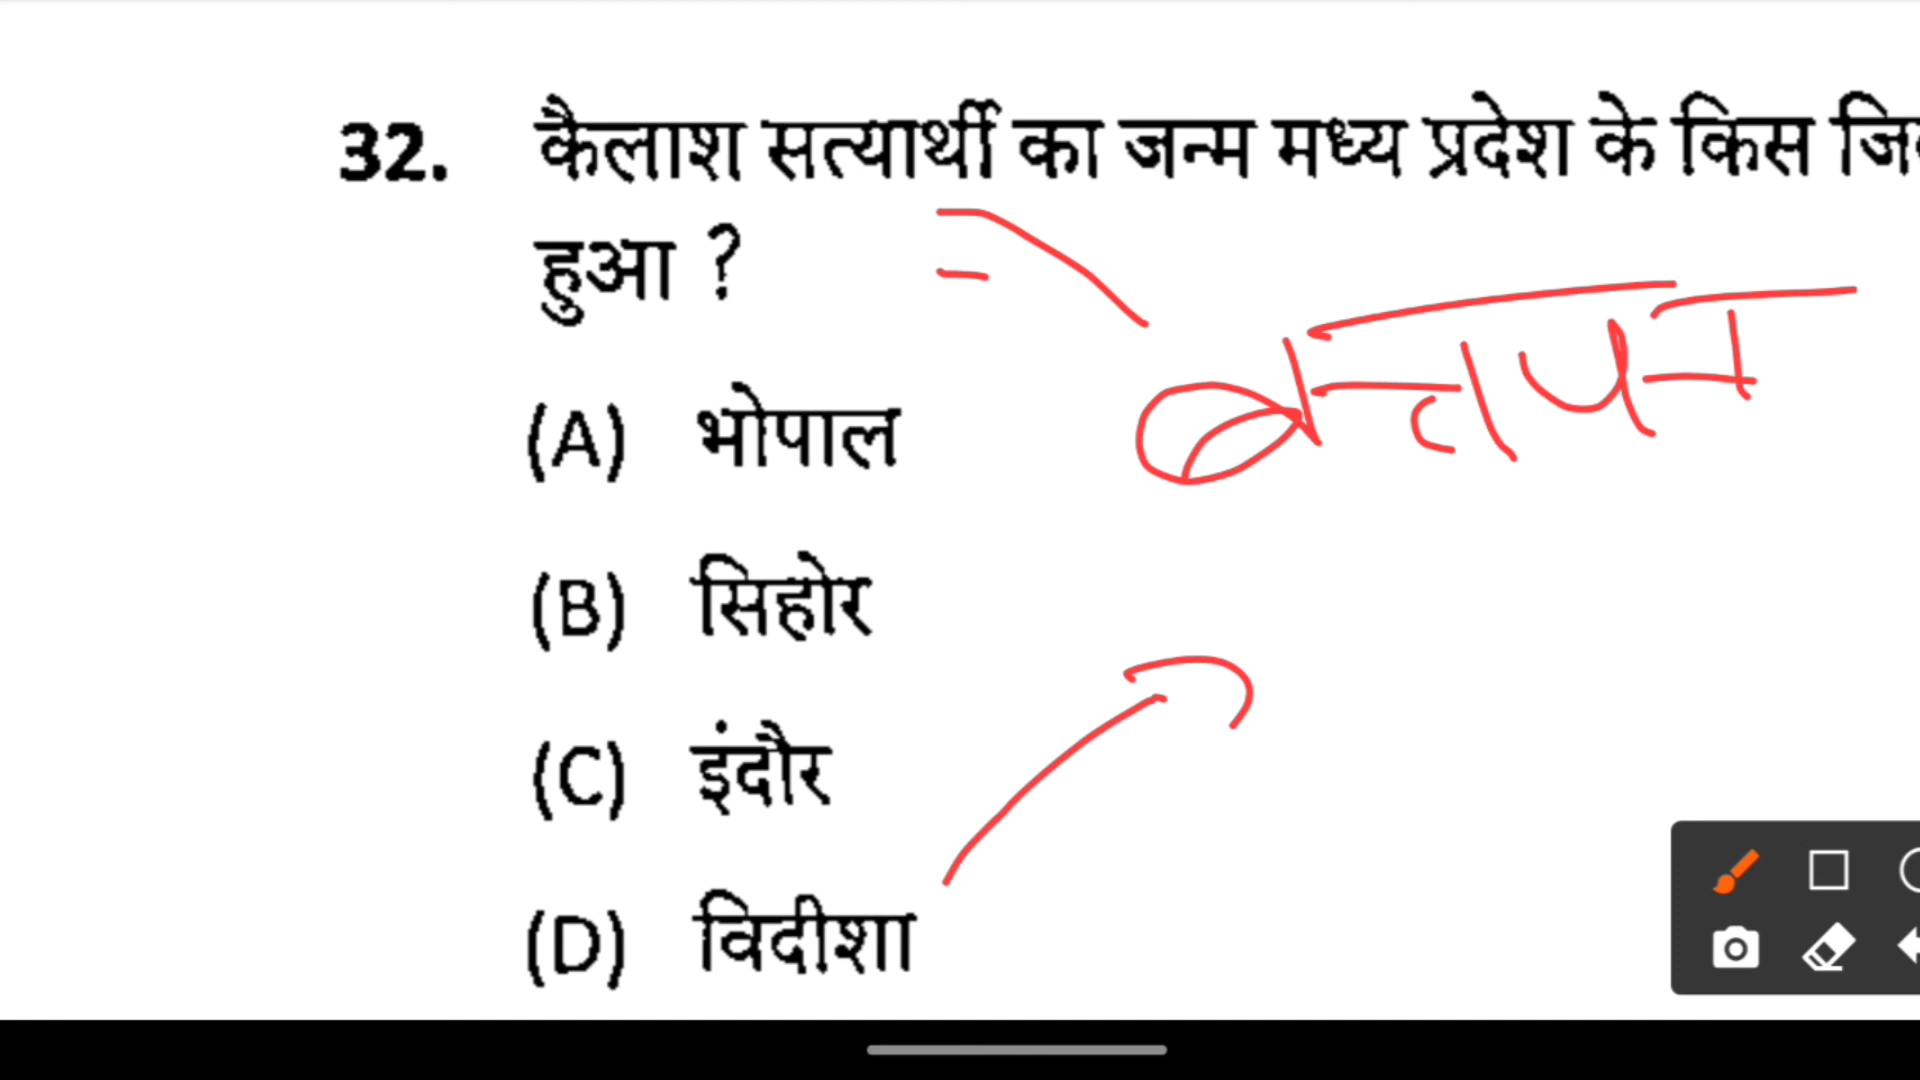 32. कैलाश सत्यार्थी का जन्म मध्य प्रदेश के किस
हुआ ?
(A) भोपाल
(B) सिहोर
(C) इंदौर
(D) विदीशा